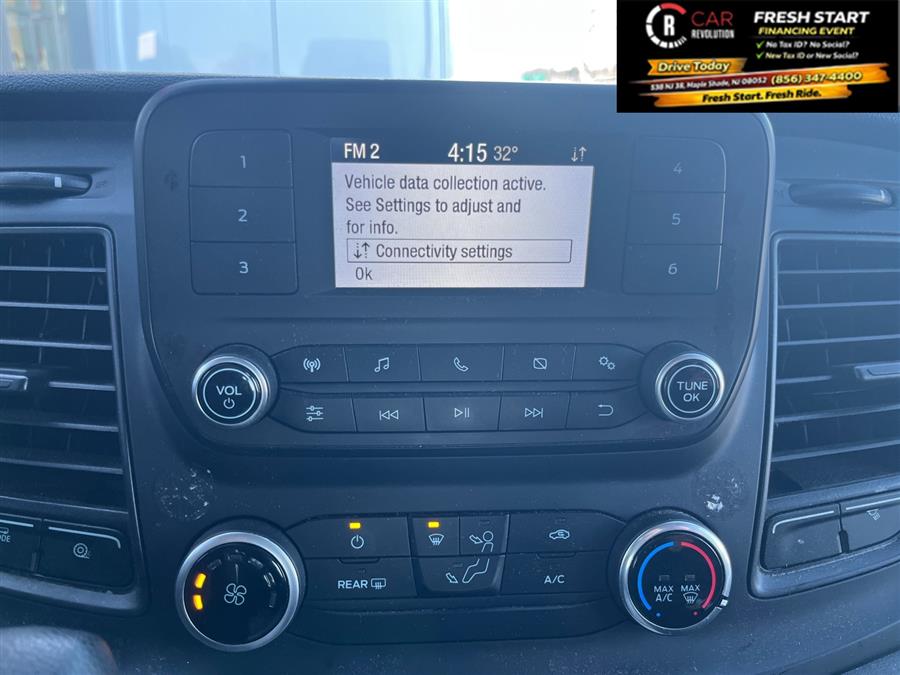 CAR
REVOLUTION
FRESH START
FINANCING EVENT
✓ No Tax ID? No Social?
✓ New Tax ID or New Social?
Drive Today
538 NJ 38, Maple Shade, NJ 08052 (856) 347-4400
Fresh Start. Fresh Ride.
FM 2 4:15 32°
Vehicle data collection active.
See Settings to adjust and
for info.
Connectivity settings
Ok
1
2
3
4
5
6
VOL
TUNE
OK
REAR
A/C
MAX
A/C
MAX